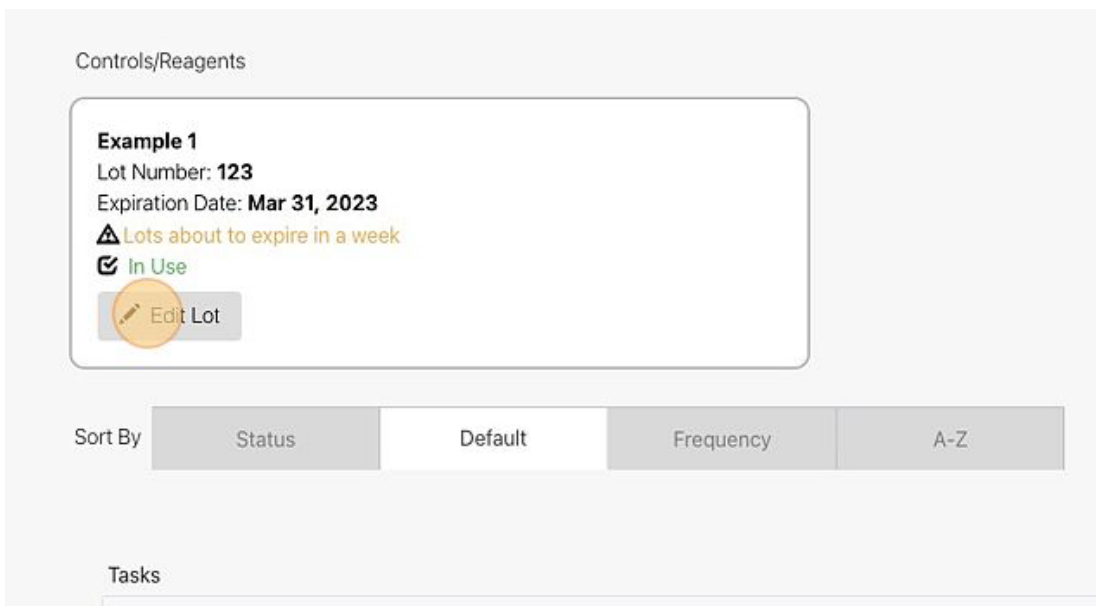 Controls/Reagents
Example 1
Lot Number: 123
Expiration Date: Mar 31, 2023
Lots about to expire in a week
In Use
Edit Lot
Sort By Status Default Frequency A-Z
Tasks